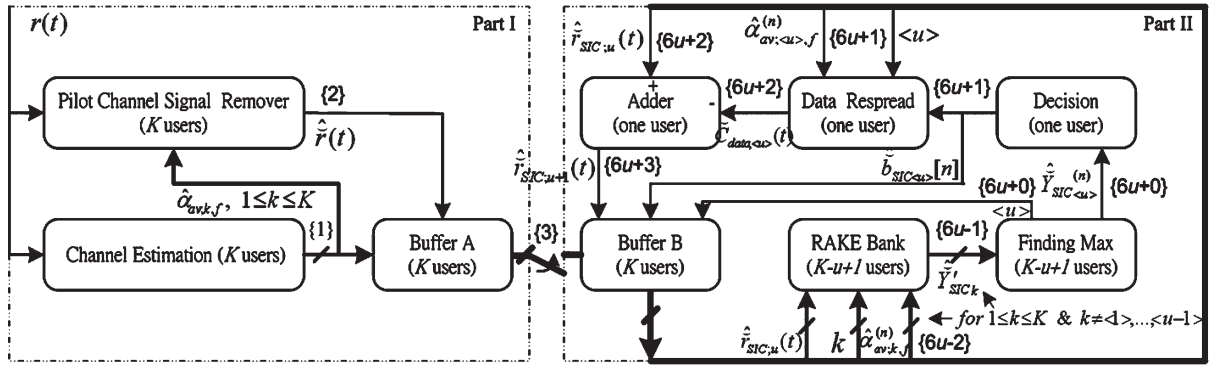 r(t)
Part I
Pilot Channel Signal Remover
(K users)
{2}
r̂̆(t)
α̂_{av,k,f}, 1≤k≤K
{1}
Channel Estimation (K users)
Buffer A
(K users)
{3}
Part II
r̂̆_{SIC;u}(t)
{6u+2}
α̂^{(n)}_{av;<u>,f}
{6u+1}
<u>
+
Adder
(one user)
-
{6u+2}
C̆_{data,<u>}(t)
Data Respread
(one user)
{6u+1}
Decision
(one user)
r̂̆_{SIC;u+1}(t)
{6u+3}
b̂̆_{SIC<u>}[n]
{6u+0}
Ŷ̆^{(n)}_{SIC<u>}
{6u+0}
<u>
Buffer B
(K users)
RAKE Bank
(K-u+1 users)
{6u-1}
Ŷ̆'_{SICk}
Finding Max
(K-u+1 users)
for 1≤k≤K & k≠<1>,...,<u−1>
r̂̆_{SIC;u}(t)
k
α̂^{(n)}_{av;k,f}
{6u-2}